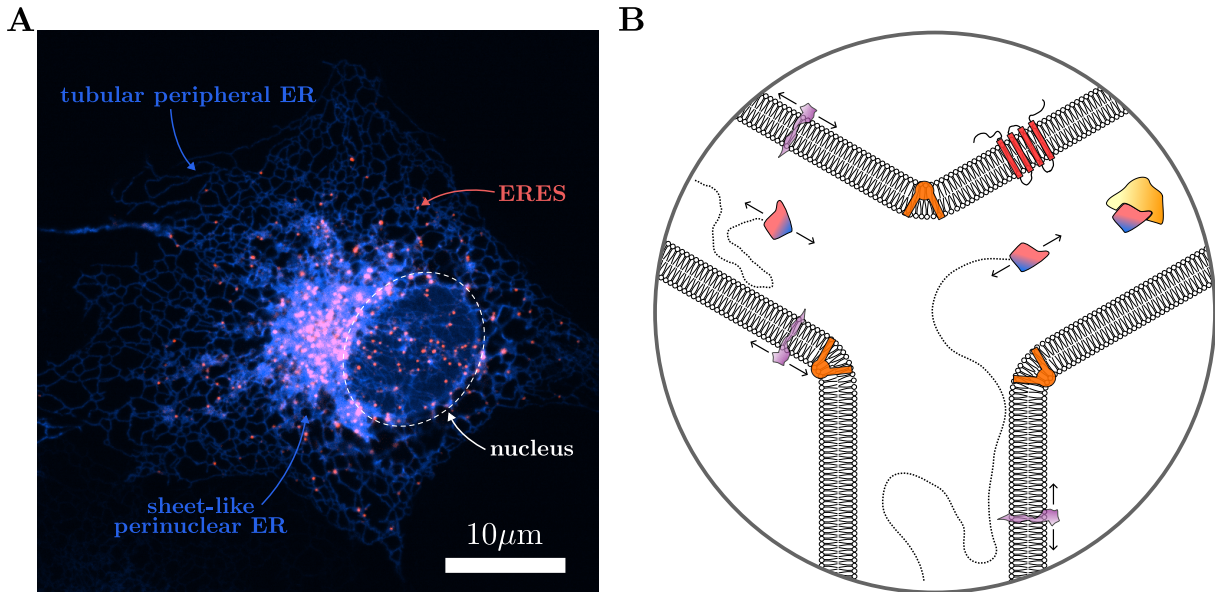 A
B
tubular peripheral ER
ERES
nucleus
sheet-like
perinuclear ER
10μm